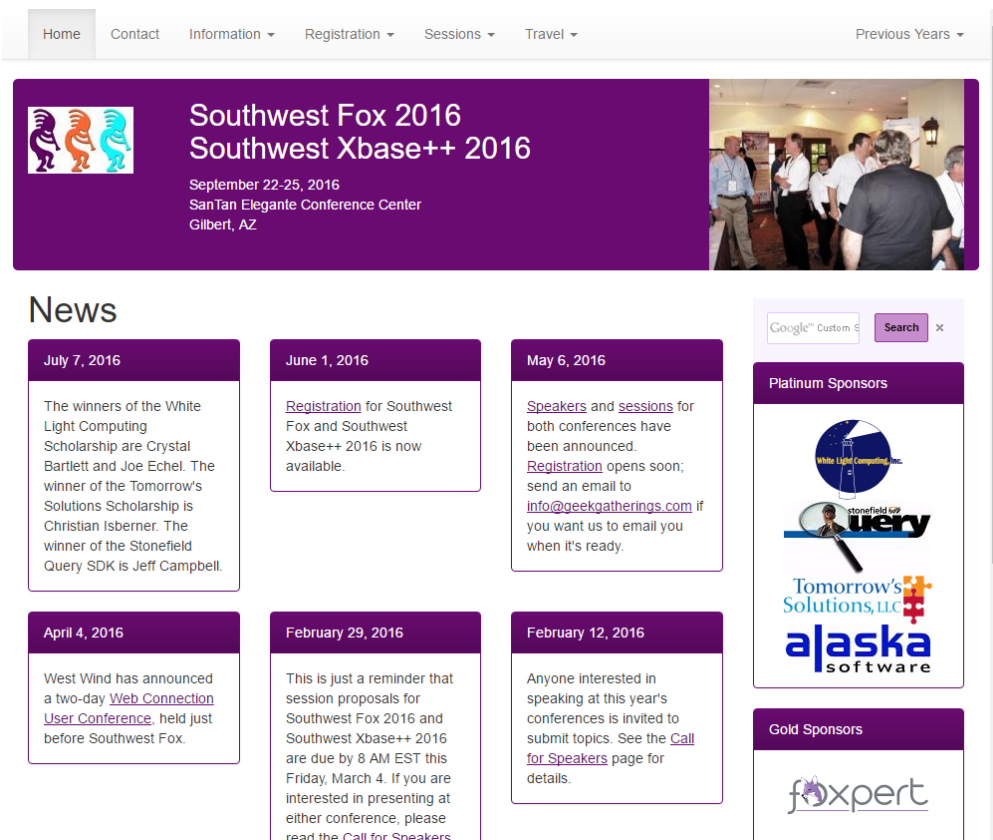 Home Contact Information Registration Sessions Travel Previous Years
Southwest Fox 2016
Southwest Xbase++ 2016
September 22-25, 2016
SanTan Elegante Conference Center
Gilbert, AZ
News
July 7, 2016
The winners of the White
Light Computing
Scholarship are Crystal
Bartlett and Joe Echel. The
winner of the Tomorrow's
Solutions Scholarship is
Christian Isberner. The
winner of the Stonefield
Query SDK is Jeff Campbell.
June 1, 2016
Registration for Southwest
Fox and Southwest
Xbase++ 2016 is now
available.
May 6, 2016
Speakers and sessions for
both conferences have
been announced.
Registration opens soon;
send an email to
info@geekgatherings.com if
you want us to email you
when it's ready.
April 4, 2016
West Wind has announced
a two-day Web Connection
User Conference, held just
before Southwest Fox.
February 29, 2016
This is just a reminder that
session proposals for
Southwest Fox 2016 and
Southwest Xbase++ 2016
are due by 8 AM EST this
Friday, March 4. If you are
interested in presenting at
either conference, please
read the Call for Speakers
February 12, 2016
Anyone interested in
speaking at this year's
conferences is invited to
submit topics. See the Call
for Speakers page for
details.
Google™ Custom S Search ×
Platinum Sponsors
White Light Computing, Inc.
stonefield
Query
Tomorrow's
Solutions, LLC
alaska
software
Gold Sponsors
foxpert